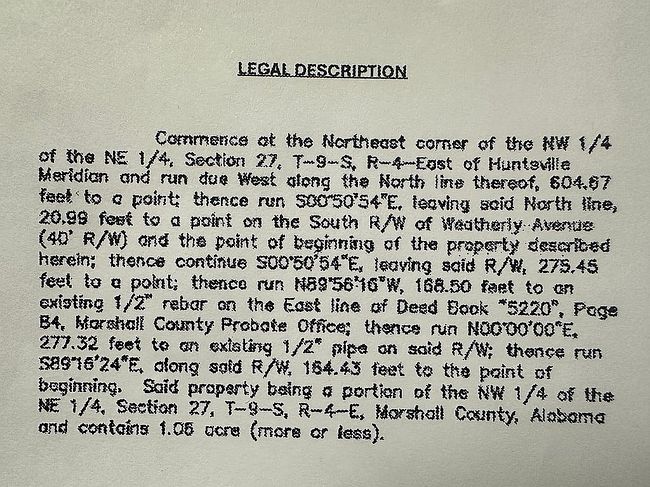 LEGAL DESCRIPTION
Commence at the Northeast corner of the NW 1/4
of the NE 1/4, Section 27, T-9-S, R-4-East of Huntsville
Meridian and run due West along the North line thereof, 604.67
feet to a point; thence run S00°50'54"E, leaving said North line,
20.99 feet to a point on the South R/W of Weatherly Avenue
(40' R/W) and the point of beginning of the property described
herein; thence continue S00°50'54"E, leaving said R/W, 275.45
feet to a point; thence run N89°56'16"W, 168.50 feet to an
existing 1/2" rebar on the East line of Deed Book "5220", Page
84, Marshall County Probate Office; thence run N00°00'00"E,
277.32 feet to an existing 1/2" pipe on said R/W; thence run
S89°16'24"E, along said R/W, 164.43 feet to the point of
beginning. Said property being a portion of the NW 1/4 of the
NE 1/4, Section 27, T-9-S, R-4-E, Marshall County, Alabama
and contains 1.06 acre (more or less).